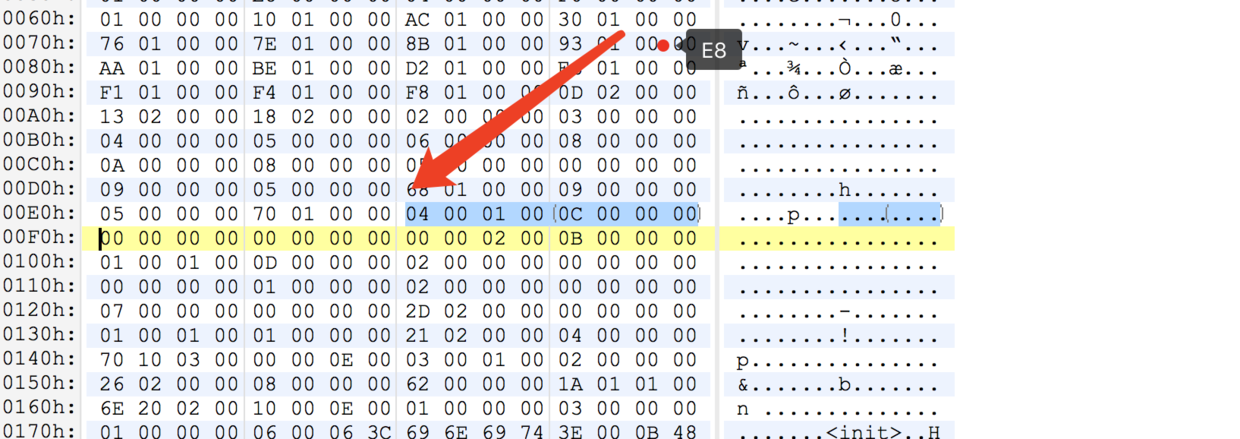 0060h: 01 00 00 00 10 01 00 00 AC 01 00 00 30 01 00 00 ........¬...0...
0070h: 76 01 00 00 7E 01 00 00 8B 01 00 00 93 01 00 00 E8 v...~...‹...“...
0080h: AA 01 00 00 BE 01 00 00 D2 01 00 00 E6 01 00 00 ª...¾...Ò...æ...
0090h: F1 01 00 00 F4 01 00 00 F8 01 00 00 0D 02 00 00 ñ...ô...ø.......
00A0h: 13 02 00 00 18 02 00 00 02 00 00 00 03 00 00 00 ................
00B0h: 04 00 00 00 05 00 00 00 06 00 00 00 08 00 00 00 ................
00C0h: 0A 00 00 00 08 00 00 00 05 00 00 00 00 00 00 00 ................
00D0h: 09 00 00 00 05 00 00 00 68 01 00 00 09 00 00 00 ........h.......
00E0h: 05 00 00 00 70 01 00 00 04 00 01 00 (0C 00 00 00) ....p.......(....)
00F0h: 00 00 00 00 00 00 00 00 00 00 02 00 0B 00 00 00 ................
0100h: 01 00 01 00 0D 00 00 00 02 00 00 00 00 00 00 00 ................
0110h: 00 00 00 00 01 00 00 00 02 00 00 00 00 00 00 00 ................
0120h: 07 00 00 00 00 00 00 00 2D 02 00 00 00 00 00 00 ........-.......
0130h: 01 00 01 00 01 00 00 00 21 02 00 00 04 00 00 00 ........!.......
0140h: 70 10 03 00 00 00 0E 00 03 00 01 00 02 00 00 00 p...............
0150h: 26 02 00 00 08 00 00 00 62 00 00 00 1A 01 01 00 &.......b.......
0160h: 6E 20 02 00 10 00 0E 00 01 00 00 00 03 00 00 00 n ..............
0170h: 01 00 00 00 06 00 06 3C 69 6E 69 74 3E 00 0B 48 .......<init>..H